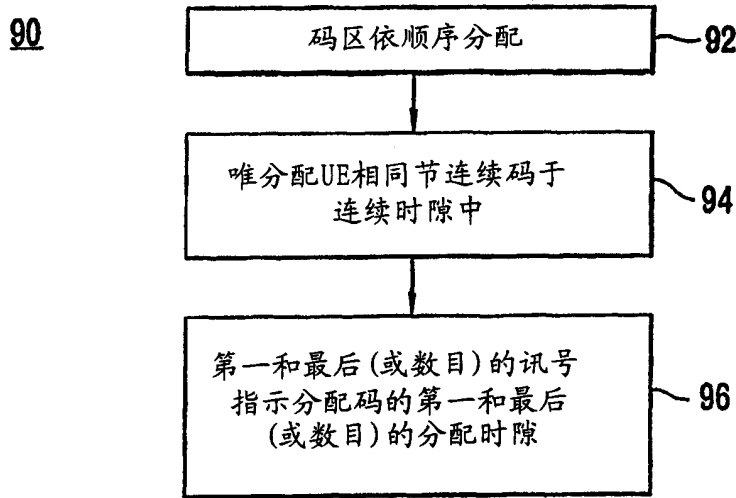 90
码区依顺序分配
92
唯分配UE相同节连续码于
连续时隙中
94
第一和最后(或数目)的讯号
指示分配码的第一和最后
(或数目)的分配时隙
96